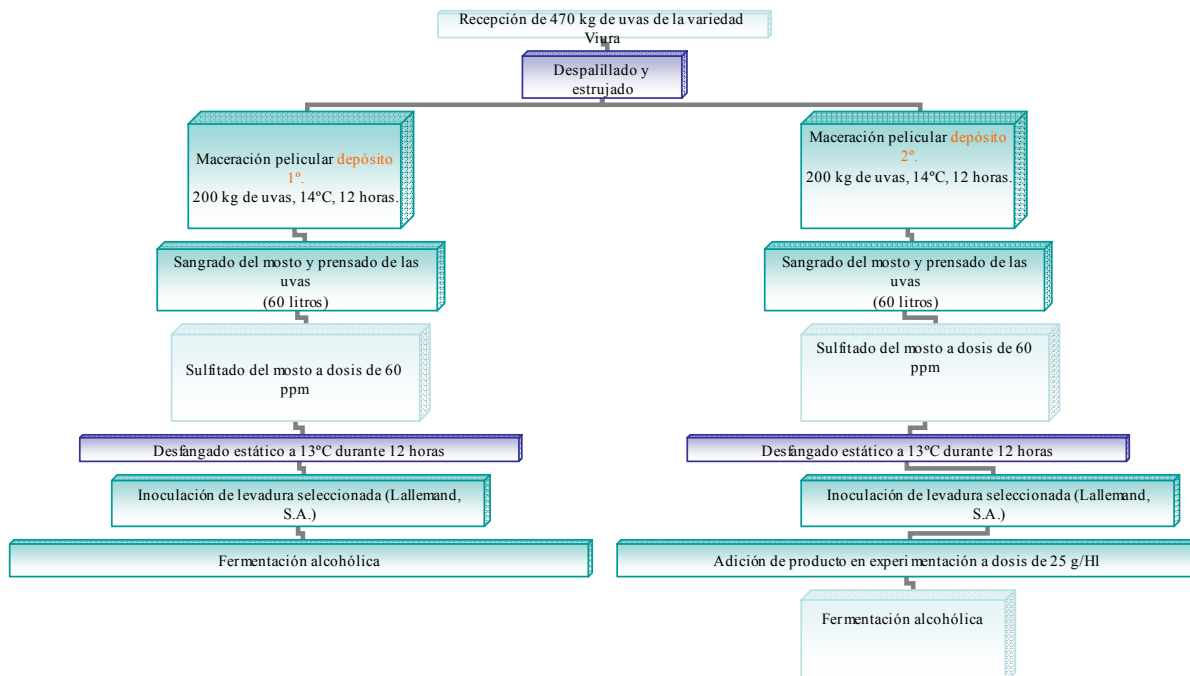 Recepción de 470 kg de uvas de la variedad
Viura
Despalillado y
estrujado
Maceración pelicular depósito
1º.
200 kg de uvas, 14ºC, 12 horas.
Sangrado del mosto y prensado de las
uvas
(60 litros)
Sulfitado del mosto a dosis de 60
ppm
Desfangado estático a 13ºC durante 12 horas
Inoculación de levadura seleccionada (Lallemand,
S.A.)
Fermentación alcohólica
Maceración pelicular depósito
2º.
200 kg de uvas, 14ºC, 12 horas.
Sangrado del mosto y prensado de las
uvas
(60 litros)
Sulfitado del mosto a dosis de 60
ppm
Desfangado estático a 13ºC durante 12 horas
Inoculación de levadura seleccionada (Lallemand,
S.A.)
Adición de producto en experimentación a dosis de 25 g/Hl
Fermentación alcohólica